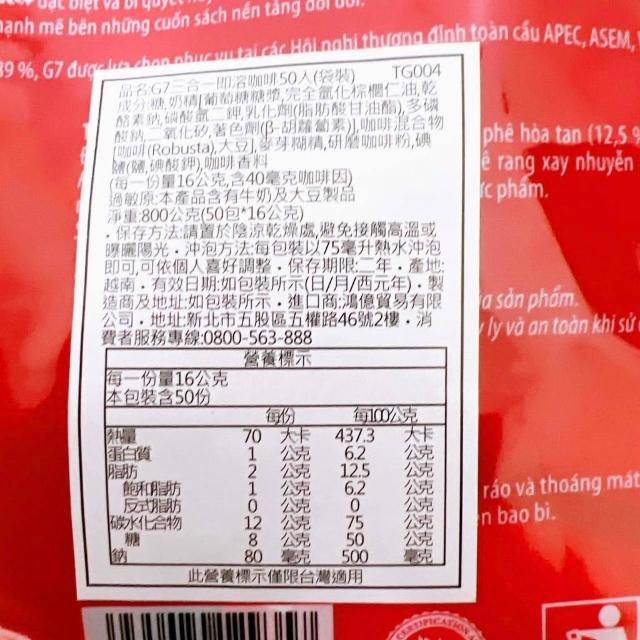 đặc biệt và bí quyết
mạnh mẽ bên những cuốn sách nền tảng đổi đời.
lựa chọn phục vụ tại các Hội nghị thượng đỉnh toàn cầu APEC, ASEM,
89 %, G7 được
品名:G7三合一即溶咖啡50入(袋裝) TG004
成分:糖,奶精[葡萄糖糖漿,完全氫化棕櫚仁油,乾
酪素鈉,磷酸氫二鉀,乳化劑(脂肪酸甘油酯),多磷
酸鈉,二氧化矽,著色劑(β-胡蘿蔔素)],咖啡混合物
[咖啡(Robusta),大豆],麥芽糊精,研磨咖啡粉,碘
鹽(鹽,碘酸鉀),咖啡香料
(每一份量16公克,含40毫克咖啡因)
過敏原:本產品含有牛奶及大豆製品
淨重:800公克(50包*16公克)
・保存方法:請置於陰涼乾燥處,避免接觸高溫或
曝曬陽光・沖泡方法:每包裝以75毫升熱水沖泡
即可,可依個人喜好調整・保存期限:二年・產地:
越南・有效日期:如包裝所示(日/月/西元年)・製
造商及地址:如包裝所示・進口商:鴻億貿易有限
公司・地址:新北市五股區五權路46號2樓・消
費者服務專線:0800-563-888
營養標示
每一份量16公克
本包裝含50份
每份 每100公克
熱量 70 大卡 437.3 大卡
蛋白質 1 公克 6.2 公克
脂肪 2 公克 12.5 公克
飽和脂肪 1 公克 6.2 公克
反式脂肪 0 公克 0 公克
碳水化合物 12 公克 75 公克
糖 8 公克 50 公克
鈉 80 毫克 500 毫克
此營養標示僅限台灣適用
phê hòa tan (12,5 %
rang xay nhuyễn
phẩm.
sản phẩm.
lý và an toàn khi sử
ráo và thoáng mát
bao bì.
CERTIFICATION